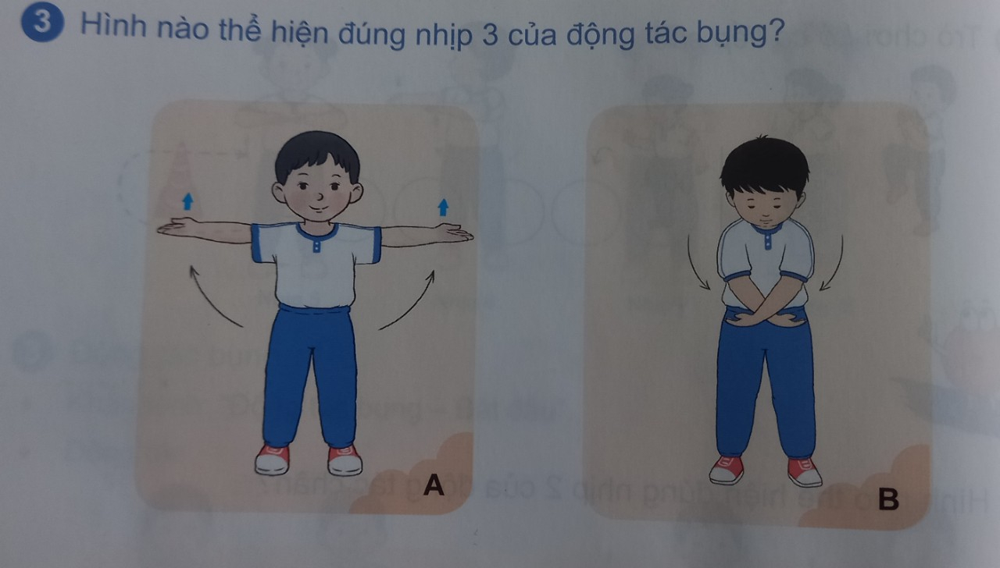 3 Hình nào thể hiện đúng nhịp 3 của động tác bụng?
A
B